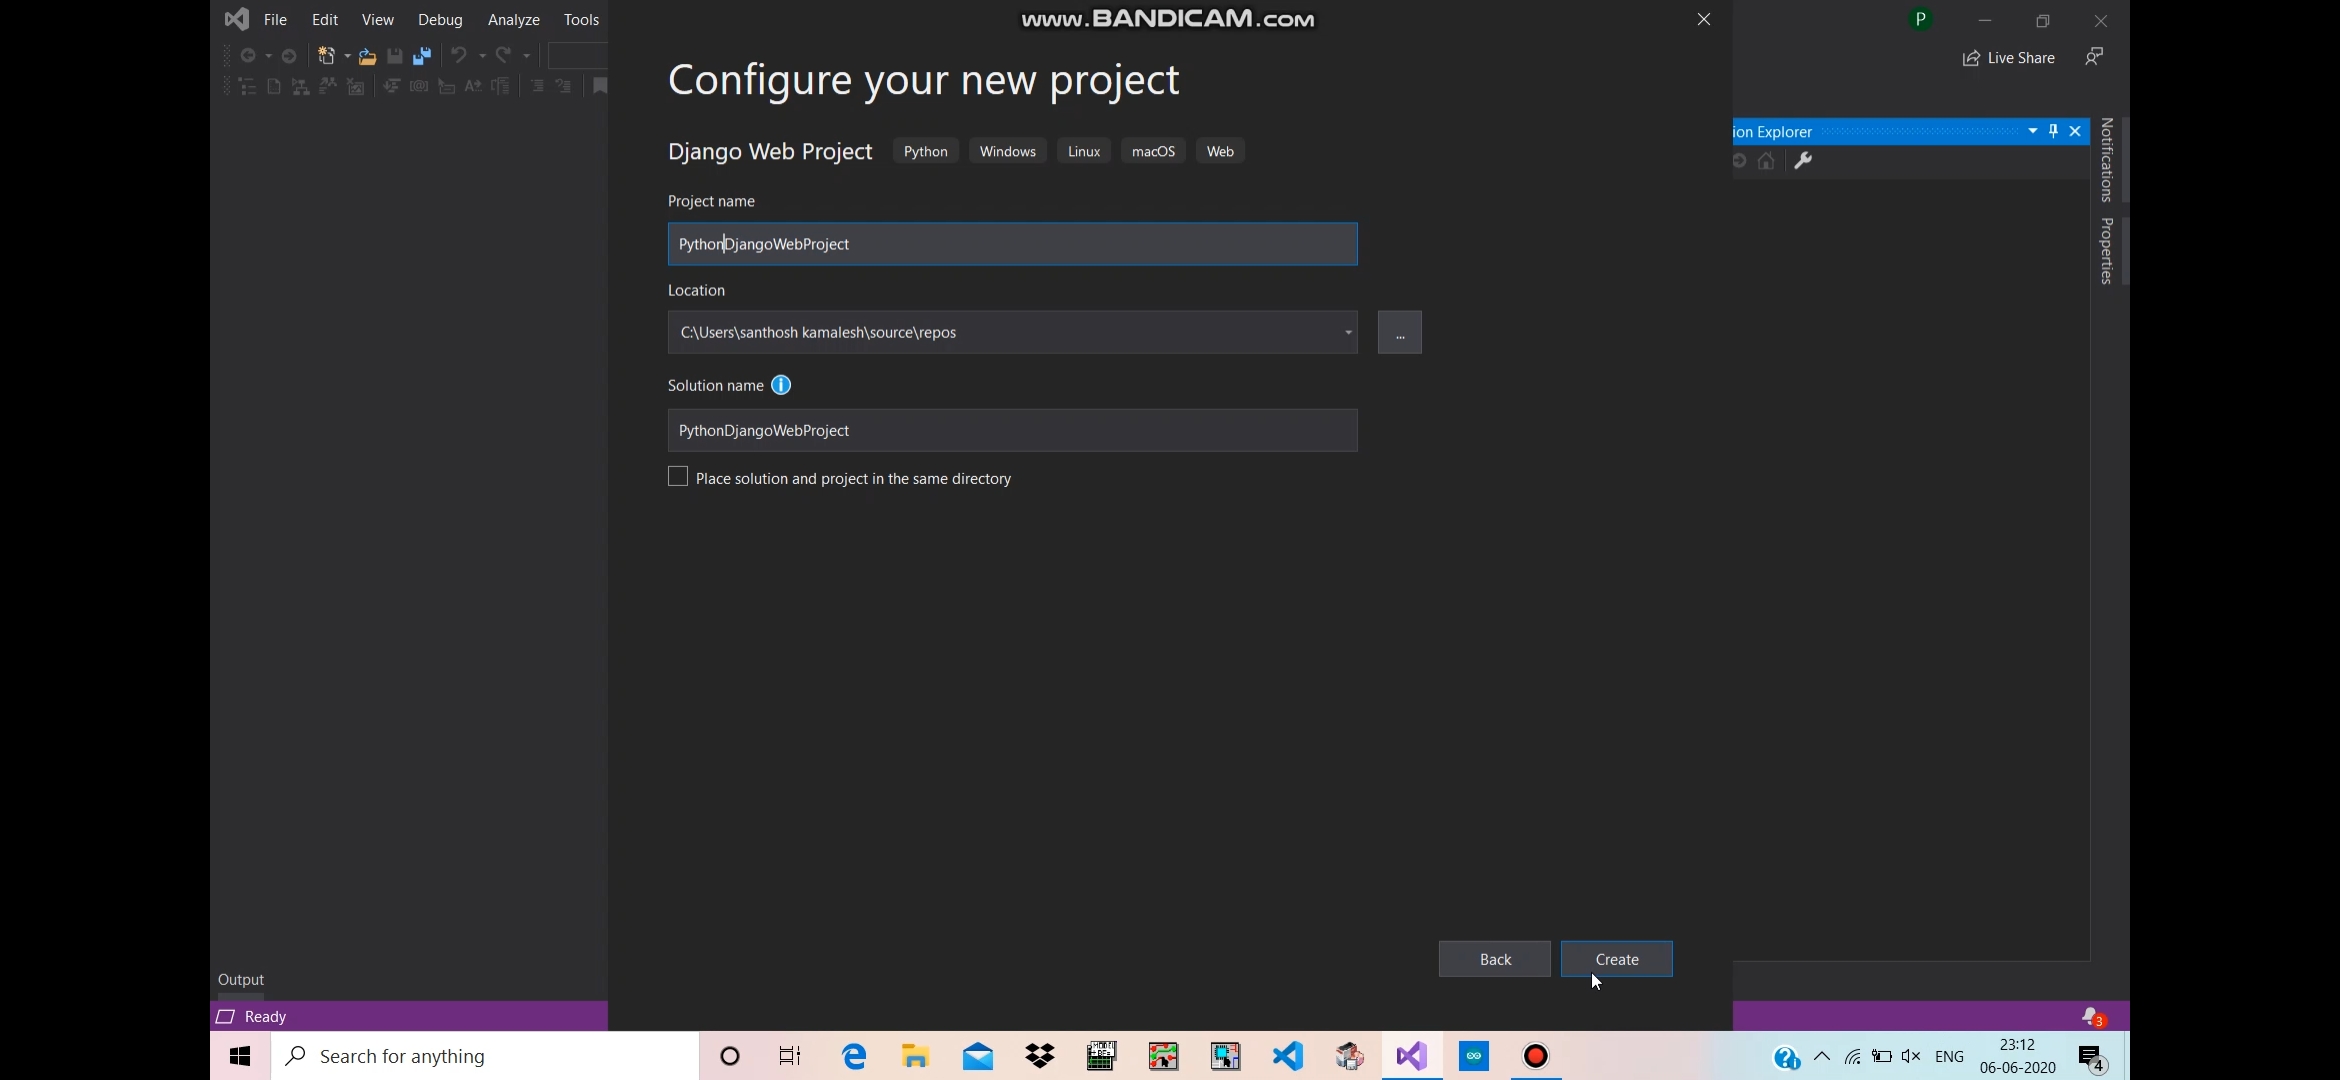 File Edit View Debug Analyze Tools
www.BANDICAM.com
P
Live Share
Configure your new project
Django Web Project Python Windows Linux macOS Web
ion Explorer
Notifications
Properties
Project name
PythonDjangoWebProject
Location
C:\Users\santhosh kamalesh\source\repos
...
Solution name
PythonDjangoWebProject
Place solution and project in the same directory
Back Create
Output
Ready
3
Search for anything
ENG
23:12
06-06-2020
4